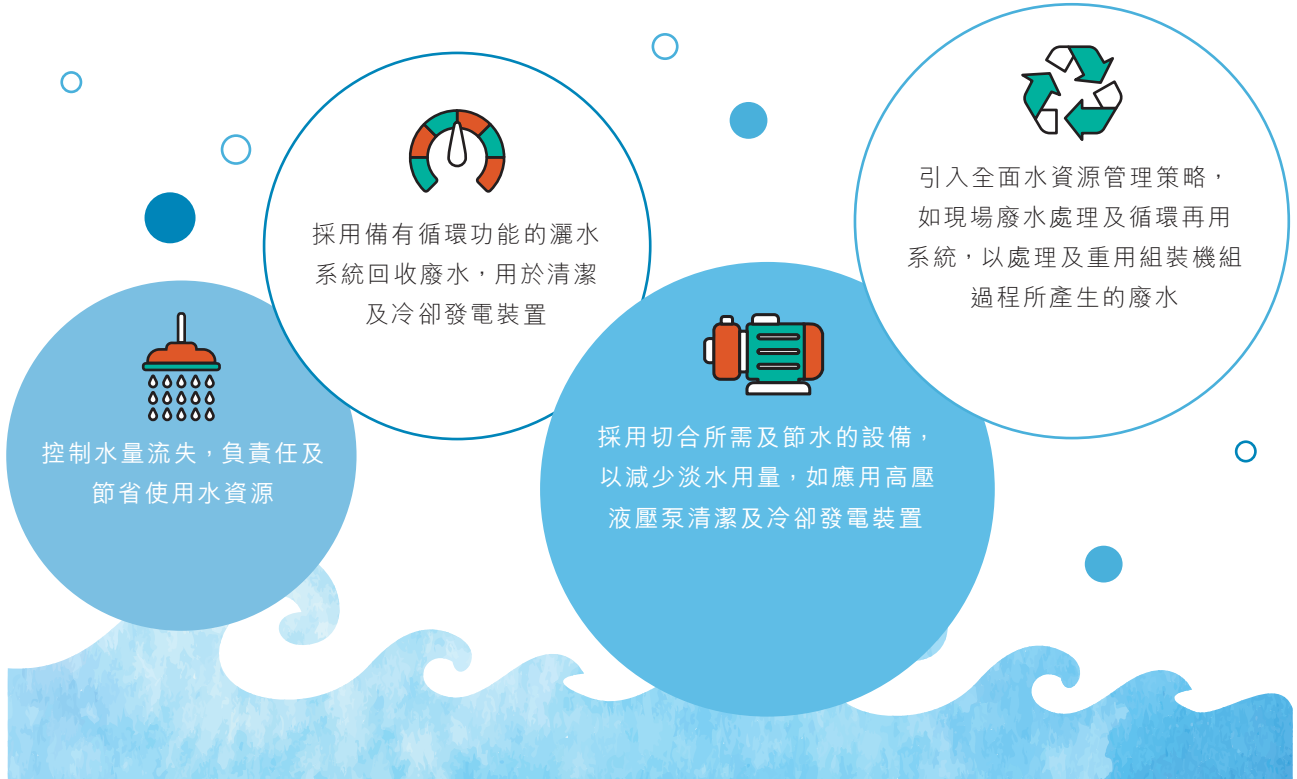 控制水量流失，負責任及
節省使用水資源
採用備有循環功能的灑水
系統回收廢水，用於清潔
及冷卻發電裝置
採用切合所需及節水的設備，
以減少淡水用量，如應用高壓
液壓泵清潔及冷卻發電裝置
引入全面水資源管理策略，
如現場廢水處理及循環再用
系統，以處理及重用組裝機組
過程所產生的廢水